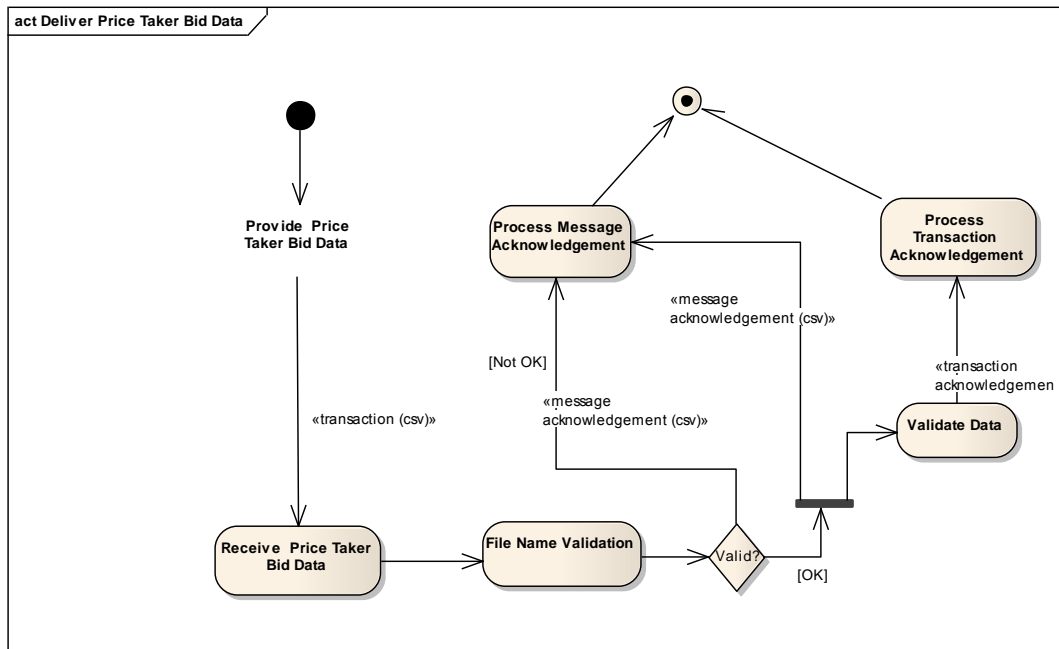 act Deliver Price Taker Bid Data
Provide Price
Taker Bid Data
Process Message
Acknowledgement
Process
Transaction
Acknowledgement
«message
acknowledgement (csv)»
[Not OK]
«transaction
acknowledgemen
«message
acknowledgement (csv)»
«transaction (csv)»
Validate Data
Receive Price Taker
Bid Data
File Name Validation
Valid?
[OK]